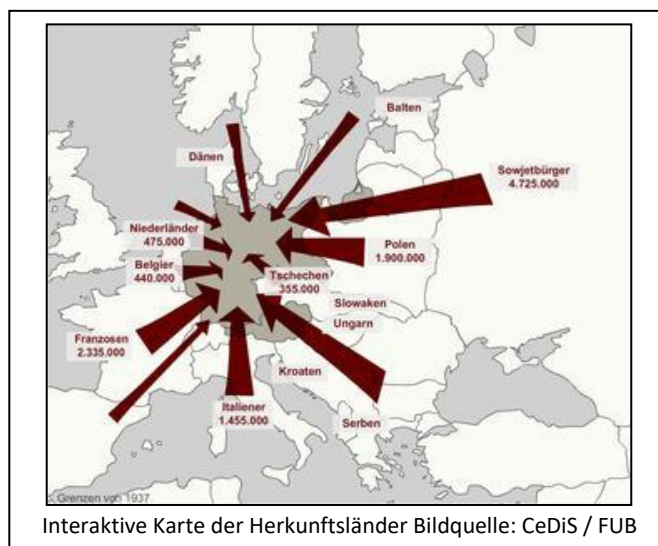 Balten
Dänen
Sowjetbürger
4.725.000
Niederländer
475.000
Polen
1.900.000
Belgier
440.000
Tschechen
355.000
Slowaken
Ungarn
Franzosen
2.335.000
Kroaten
Italiener
1.455.000
Serben
Grenzen von 1937
Interaktive Karte der Herkunftsländer Bildquelle: CeDiS / FUB